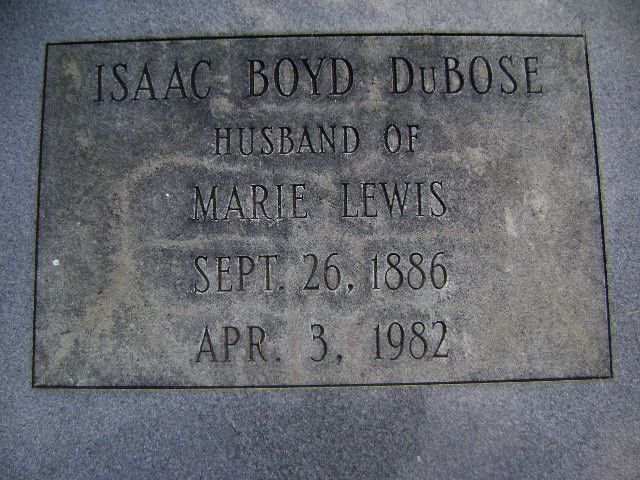 ISAAC BOYD DuBOSE
HUSBAND OF
MARIE LEWIS
SEPT. 26, 1886
APR. 3, 1982